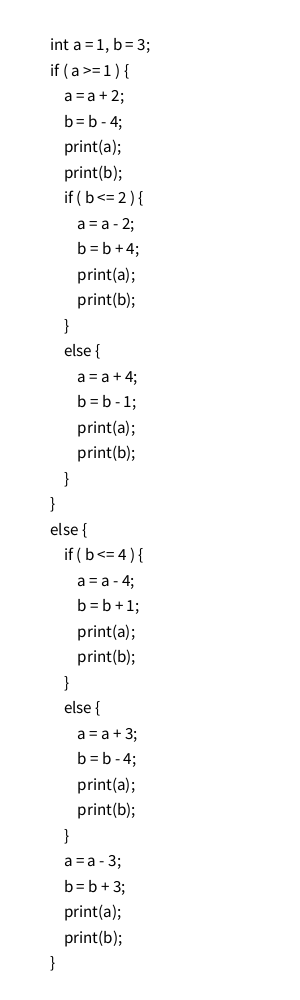 int a = 1, b = 3;
if ( a >= 1 ) {
    a = a + 2;
    b = b - 4;
    print(a);
    print(b);
    if ( b <= 2 ) {
        a = a - 2;
        b = b + 4;
        print(a);
        print(b);
    }
    else {
        a = a + 4;
        b = b - 1;
        print(a);
        print(b);
    }
}
else {
    if ( b <= 4 ) {
        a = a - 4;
        b = b + 1;
        print(a);
        print(b);
    }
    else {
        a = a + 3;
        b = b - 4;
        print(a);
        print(b);
    }
    a = a - 3;
    b = b + 3;
    print(a);
    print(b);
}